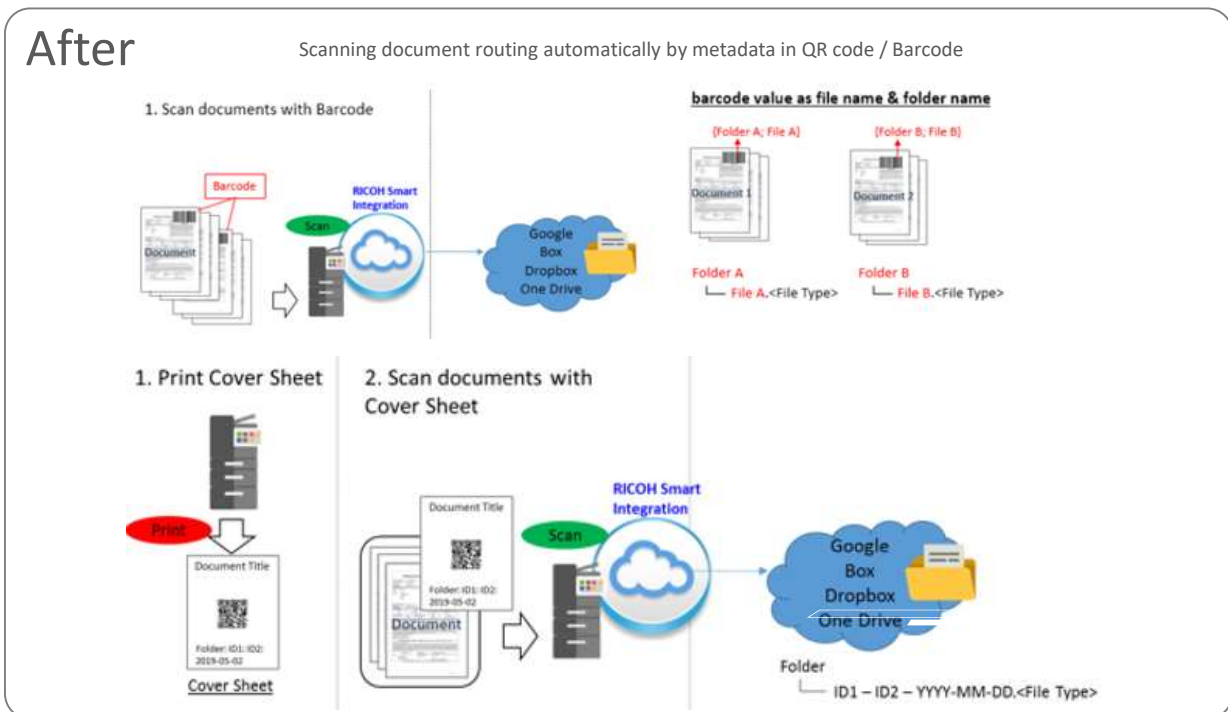 After
Scanning document routing automatically by metadata in QR code / Barcode
1. Scan documents with Barcode
Barcode
Document
Scan
RICOH Smart
Integration
Google
Box
Dropbox
One Drive
barcode value as file name & folder name
{Folder A; File A}
{Folder B; File B}
Document 1
Document 2
Folder A
File A.<File Type>
Folder B
File B.<File Type>
1. Print Cover Sheet
Print
Document Title
Folder: ID1: ID2:
2019-05-02
Cover Sheet
2. Scan documents with
Cover Sheet
Document Title
Folder: ID1: ID2:
2019-05-02
Document
Scan
RICOH Smart
Integration
Google
Box
Dropbox
One Drive
Folder
ID1 – ID2 – YYYY-MM-DD.<File Type>